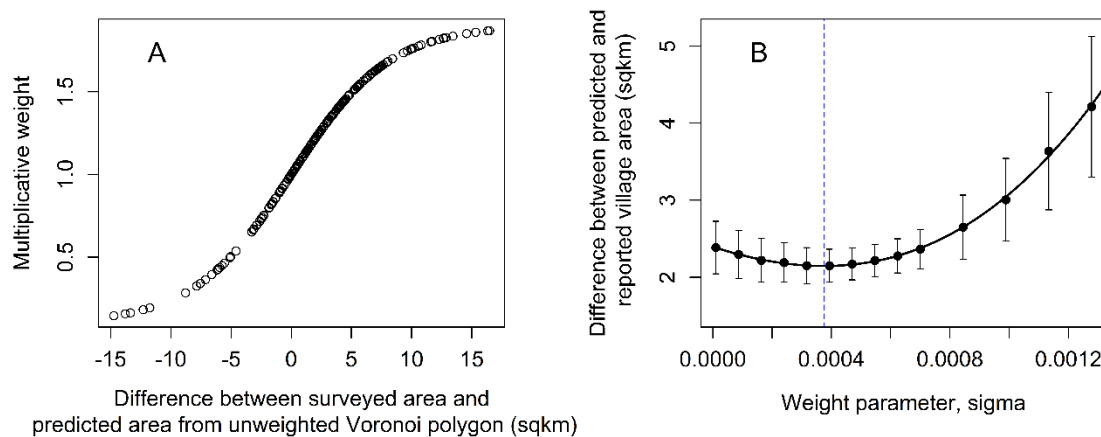 A
Multiplicative weight
0.5
1.0
1.5
-15
-10
-5
0
5
10
15
Difference between surveyed area and
predicted area from unweighted Voronoi polygon (sqkm)
B
Difference between predicted and
reported village area (sqkm)
2
3
4
5
0.0000
0.0004
0.0008
0.0012
Weight parameter, sigma